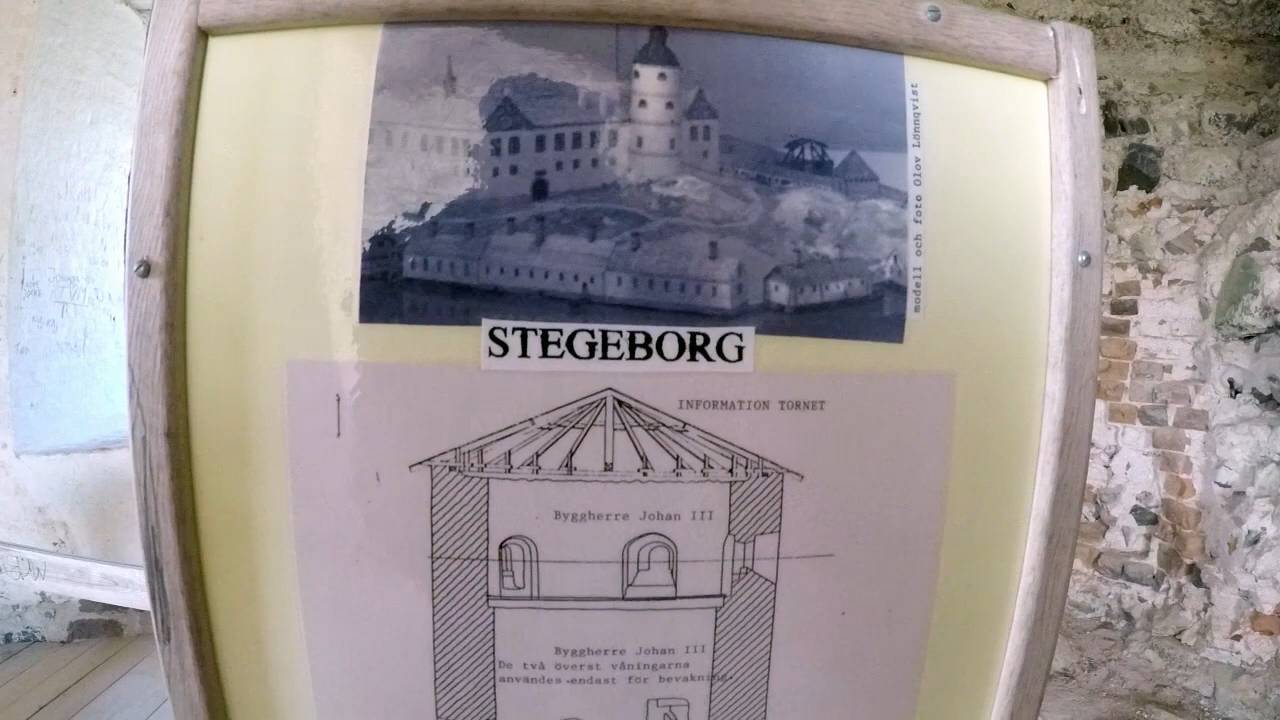 modell och foto Olov Lönnqvist
STEGEBORG
INFORMATION TORNET
Byggherre Johan III
Byggherre Johan III
De två överst våningarna
användes endast för bevakning.